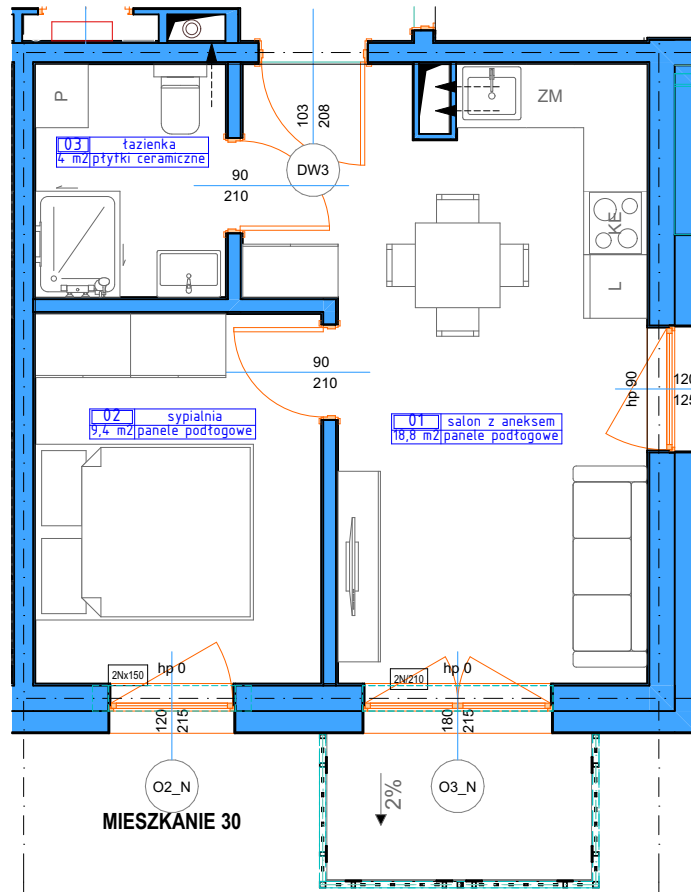 P
ZM
103
208
03 łazienka
4 m2 płytki ceramiczne
DW3
90
210
KE
L
90
210
hp 90
120
125
02 sypialnia
9,4 m2 panele podłogowe
01 salon z aneksem
18,8 m2 panele podłogowe
2Nx150
hp 0
2N/210
hp 0
120
215
180
215
O2_N
O3_N
2%
MIESZKANIE 30